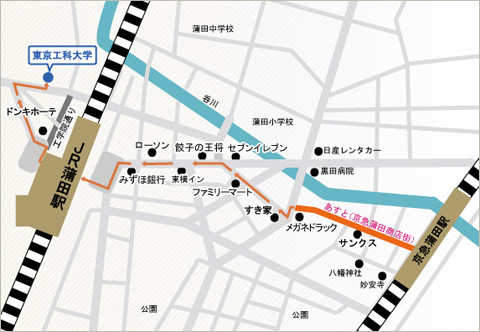 蒲田中学校
東京工科大学
呑川
ドンキホーテ
工学院通り
蒲田小学校
ローソン
餃子の王将
セブンイレブン
日産レンタカー
JR蒲田駅
みずほ銀行
東横イン
黒田病院
ファミリーマート
すき家
あすと(京急蒲田商店街)
メガネドラッグ
サンクス
京急蒲田駅
八幡神社
妙安寺
公園
公園